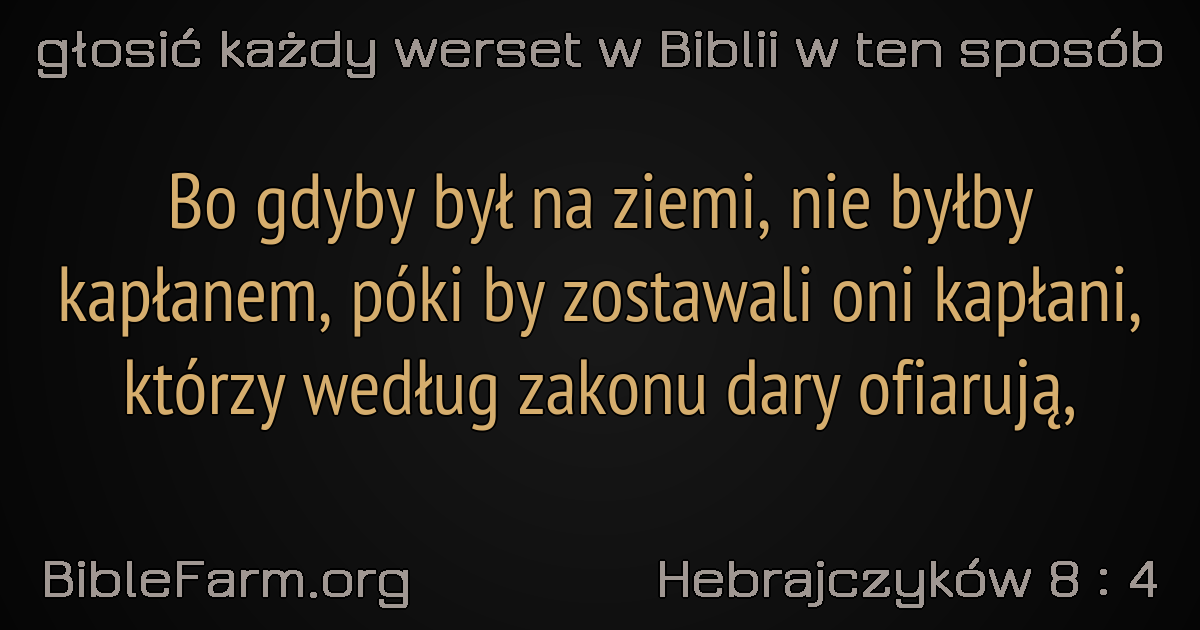 głosić każdy werset w Biblii w ten sposób
Bo gdyby był na ziemi, nie byłby
kapłanem, póki by zostawali oni kapłani,
którzy według zakonu dary ofiarują,
BibleFarm.org
Hebrajczyków 8 : 4